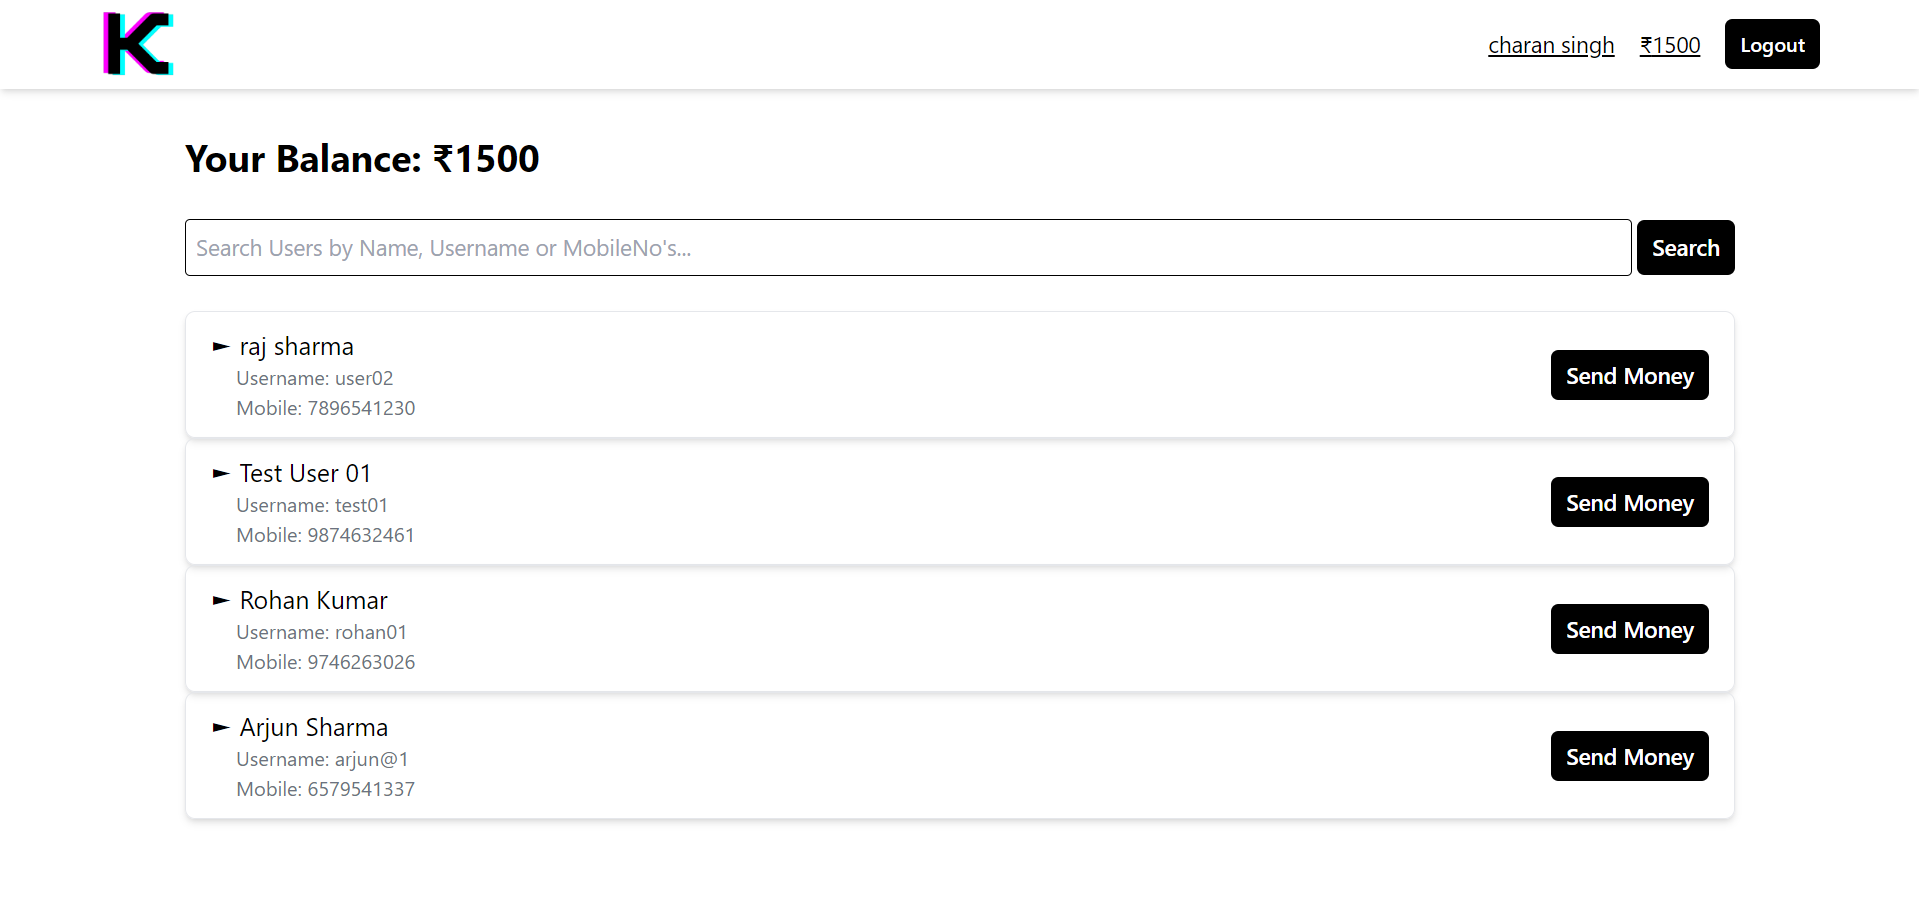 K
charan singh ₹1500 Logout
Your Balance: ₹1500
Search Users by Name, Username or MobileNo's... Search
► raj sharma
Username: user02
Mobile: 7896541230
Send Money
► Test User 01
Username: test01
Mobile: 9874632461
Send Money
► Rohan Kumar
Username: rohan01
Mobile: 9746263026
Send Money
► Arjun Sharma
Username: arjun@1
Mobile: 6579541337
Send Money